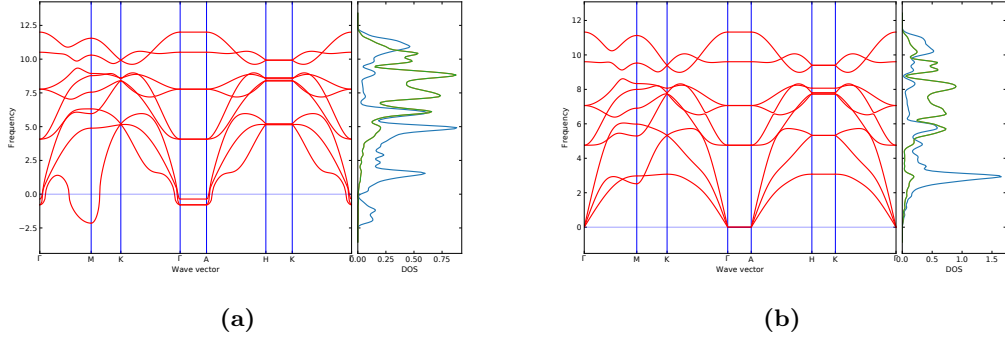 12.5
10.0
7.5
5.0
2.5
0.0
−2.5
Frequency
Γ M K Γ A H K Γ
Wave vector
0.00 0.25 0.50 0.75
DOS
(a)
12
10
8
6
4
2
0
Frequency
Γ M K Γ A H K Γ
Wave vector
0.0 0.5 1.0 1.5
DOS
(b)